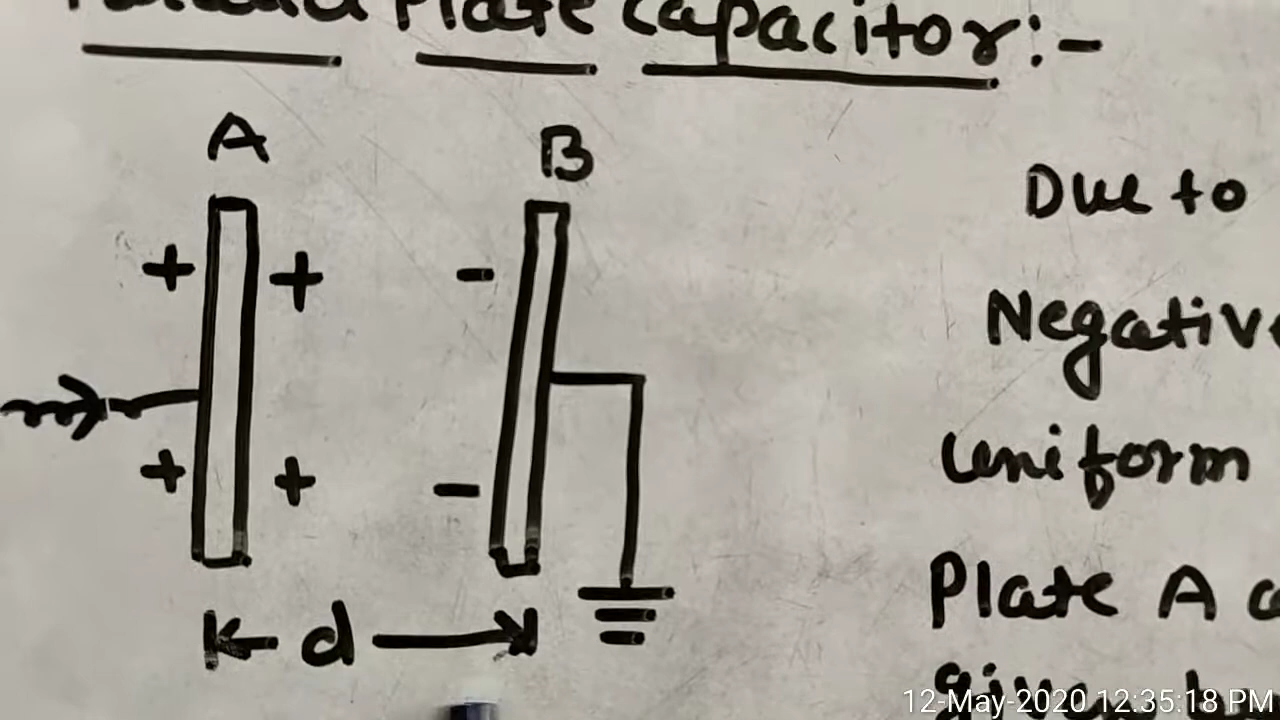 Plate Capacitor:-
A B
Due to
+ + -
Negative
uniform
+ + -
Plate A
d
12-May-2020 12:35:18 PM